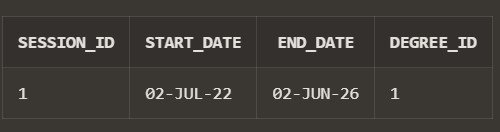 SESSION_ID START_DATE END_DATE DEGREE_ID
1 02-JUL-22 02-JUN-26 1